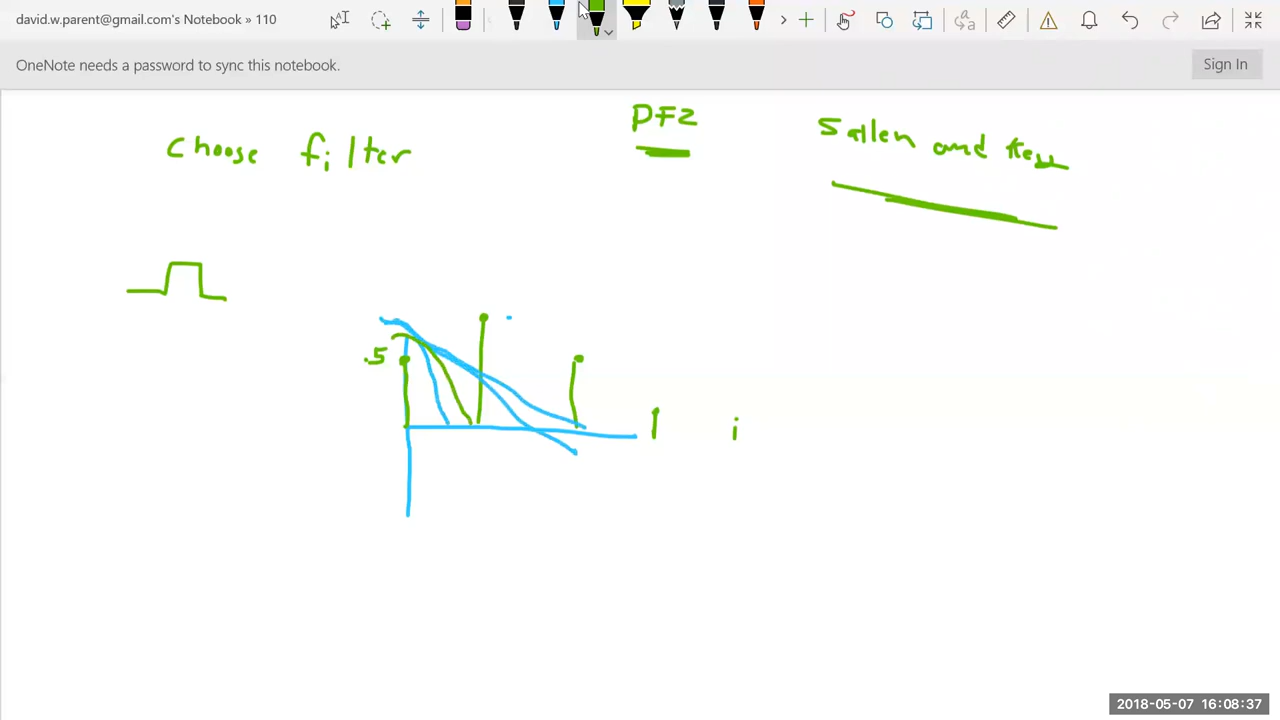 david.w.parent@gmail.com's Notebook » 110
OneNote needs a password to sync this notebook.
Sign In
DFZ
Sallen and Key
Choose filter
.5
i
2018-05-07 16:08:37